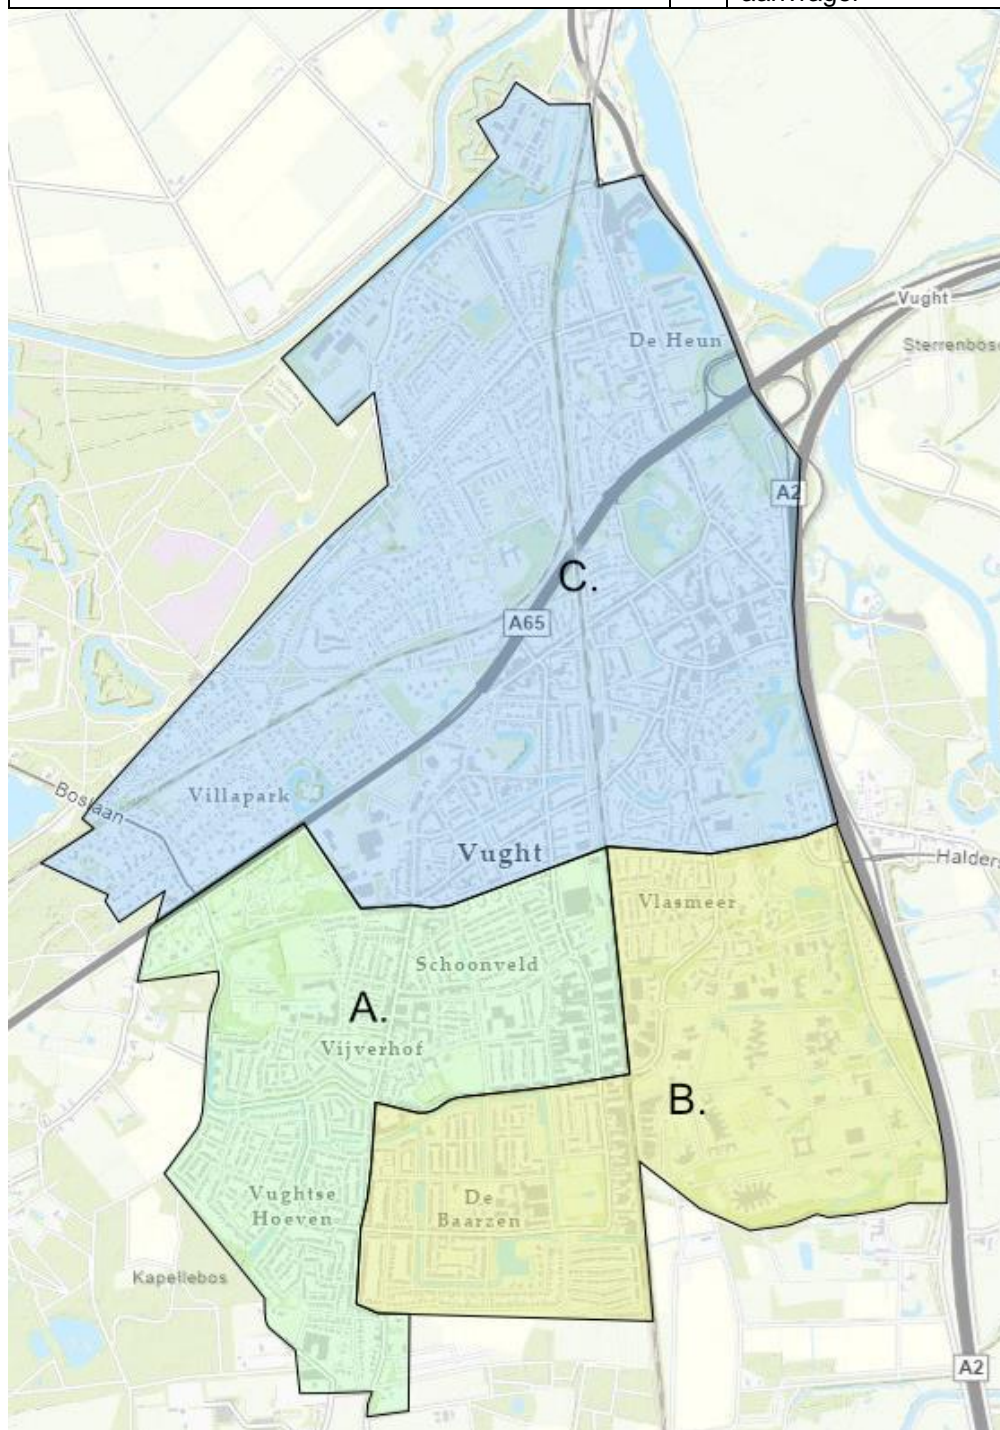 Vught
De Heun
Sterrenbos
A2
C.
A65
Villapark
Boslaan
Vught
Halders
Vlasmeer
Schoonveld
A.
Vijverhof
B.
Vughtse
Hoeven
De
Baarzen
Kapellebos
A2